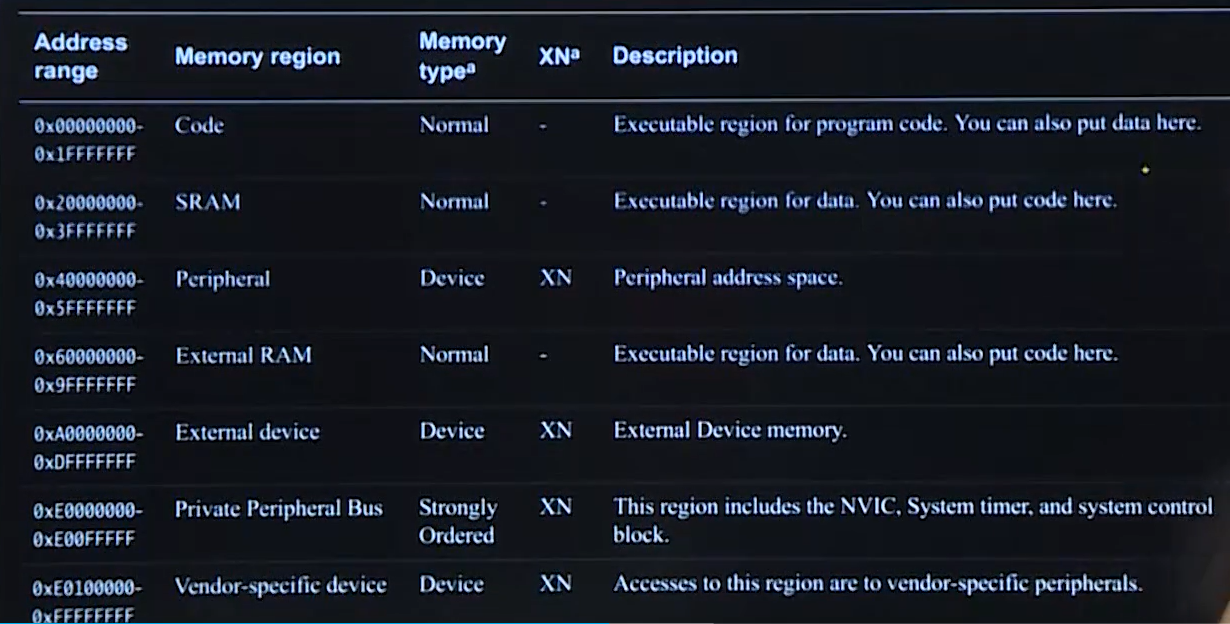 Address range Memory region Memory typeª XNª Description
0x00000000-0x1FFFFFFF Code Normal - Executable region for program code. You can also put data here.
0x20000000-0x3FFFFFFF SRAM Normal - Executable region for data. You can also put code here.
0x40000000-0x5FFFFFFF Peripheral Device XN Peripheral address space.
0x60000000-0x9FFFFFFF External RAM Normal - Executable region for data. You can also put code here.
0xA0000000-0xDFFFFFFF External device Device XN External Device memory.
0xE0000000-0xE00FFFFF Private Peripheral Bus Strongly Ordered XN This region includes the NVIC, System timer, and system control block.
0xE0100000-0xFFFFFFFF Vendor-specific device Device XN Accesses to this region are to vendor-specific peripherals.